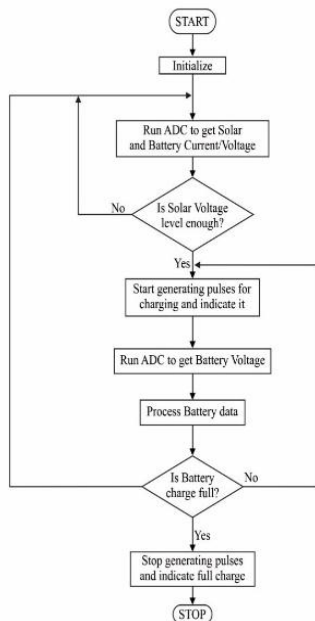 START
Initialize
Run ADC to get Solar
and Battery Current/Voltage
Is Solar Voltage
level enough?
No
Yes
Start generating pulses for
charging and indicate it
Run ADC to get Battery Voltage
Process Battery data
Is Battery
charge full?
No
Yes
Stop generating pulses
and indicate full charge
STOP